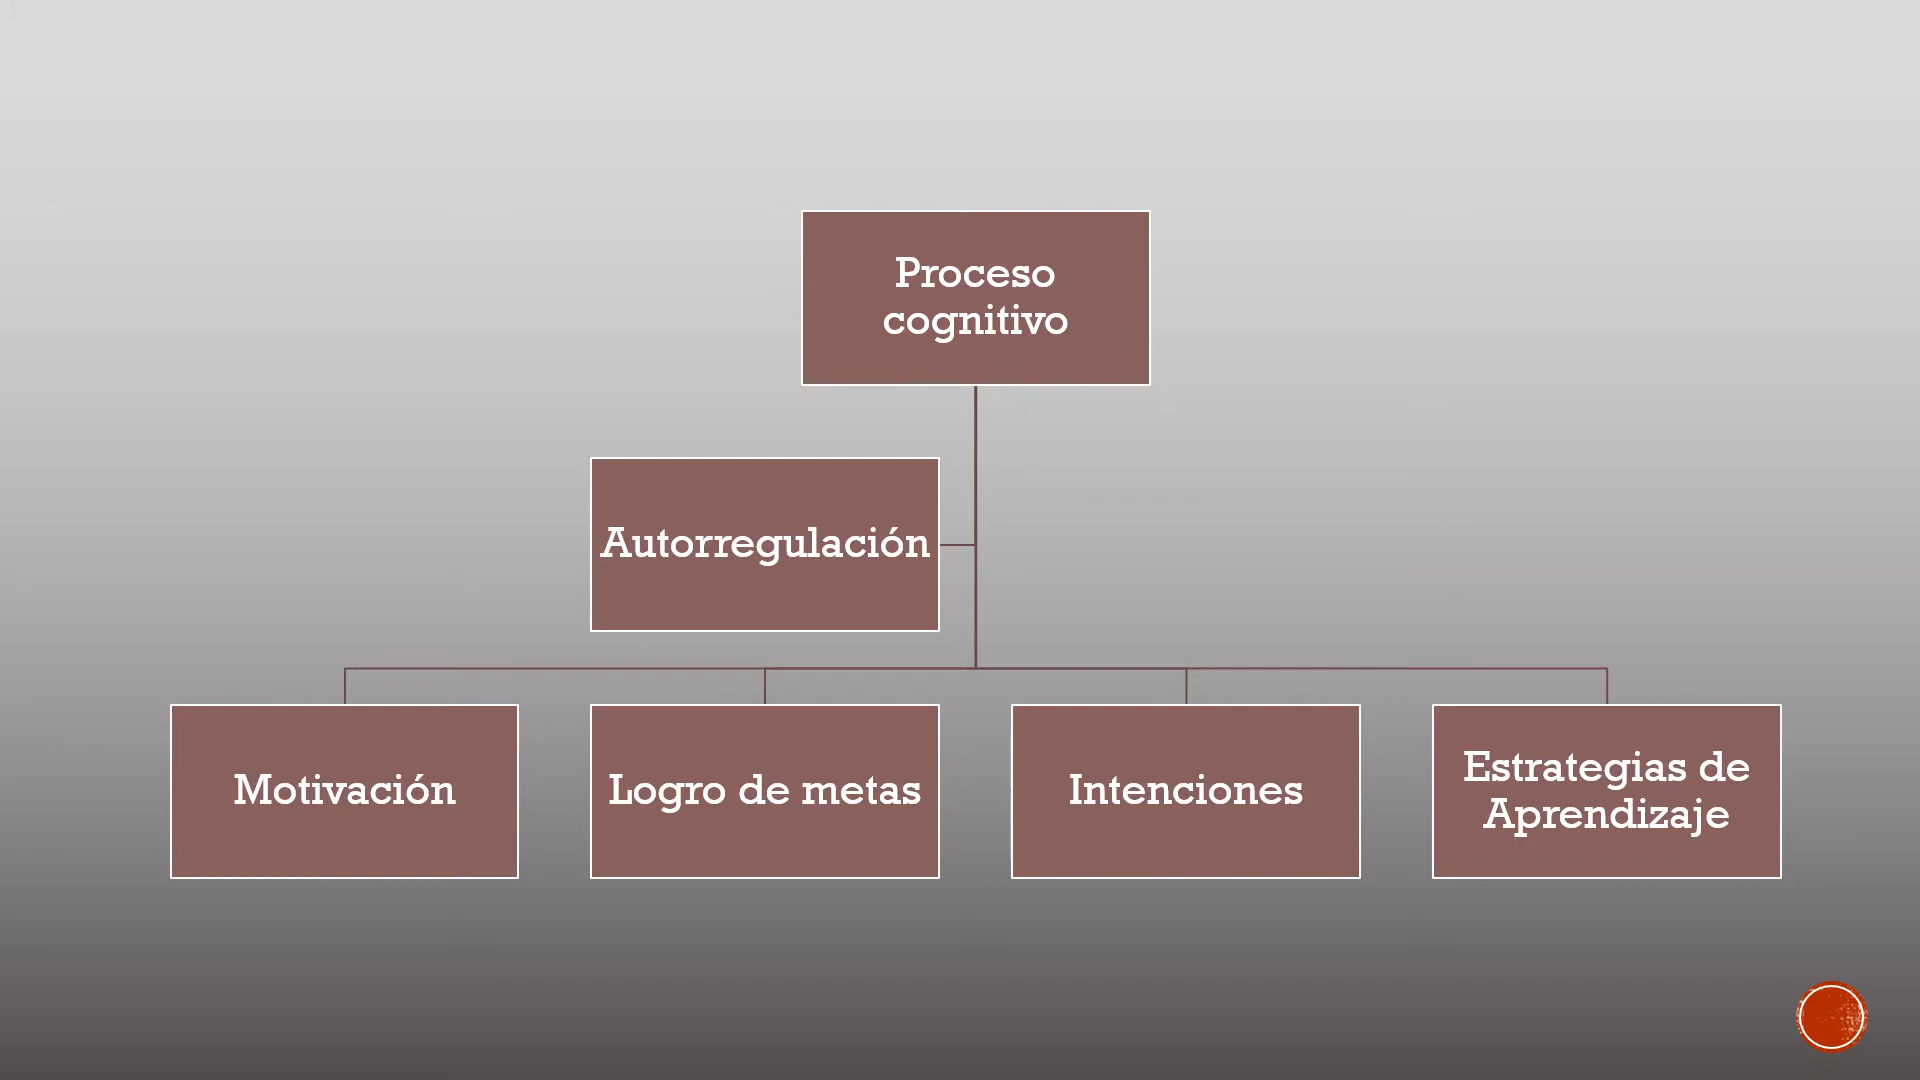 Proceso
cognitivo
Autorregulación
Motivación
Logro de metas
Intenciones
Estrategias de
Aprendizaje